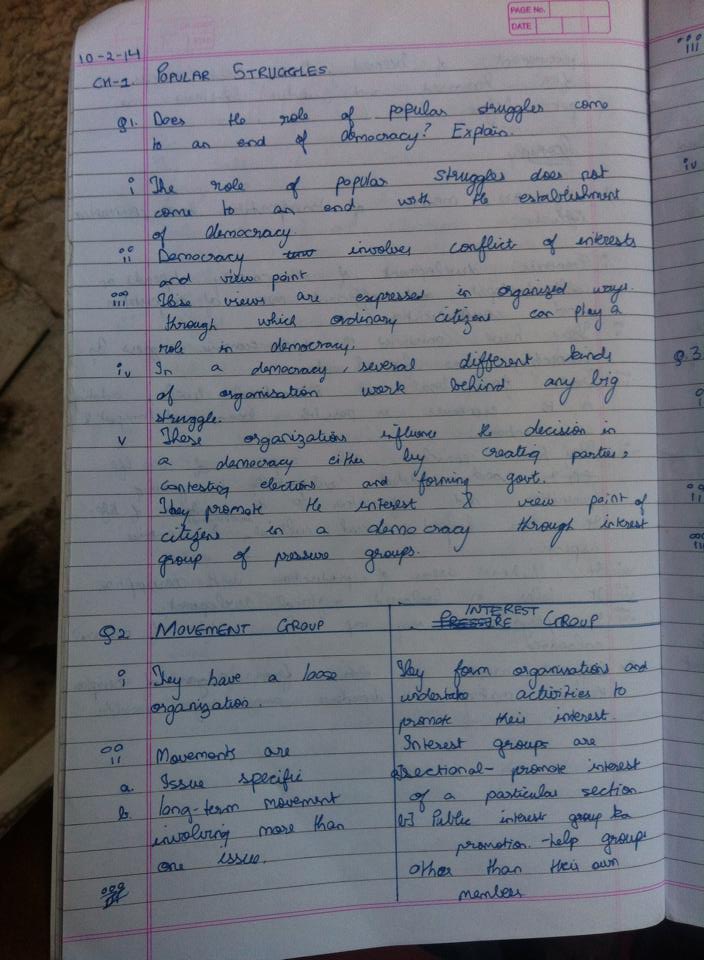 PAGE No.
DATE
10-2-14
CH-1. POPULAR STRUGGLES
Q1. Does the role of popular struggles come
to an end of democracy? Explain.
i The role of popular struggles does not
come to an end with the establishment
of democracy.
ii Democracy involves conflict of interests
and view point
iii These views are expressed in organized ways.
through which ordinary citizens can play a
role in democracy.
iv In a democracy, several different kinds
of organisation work behind any big
struggle.
v These organizations influence the decision in
a democracy either by creating parties,
contesting elections and forming govt.
They promote the interest & view point of
citizens in a democracy through interest
group of pressure groups.
Q2. MOVEMENT GROUP
INTEREST
PRESSURE GROUP
i They have a loose
organization.
ii Movements are
a. Issue specific
b. long-term movement
involving more than
one issue.
iii
They form organisations and
undertake activities to
promote their interest.
Interest groups are
a] sectional- promote interest
of a particular section
b] Public interest group
promotion. -help groups
other than their own
members
iii
iv
Q.3
i
ii
iii